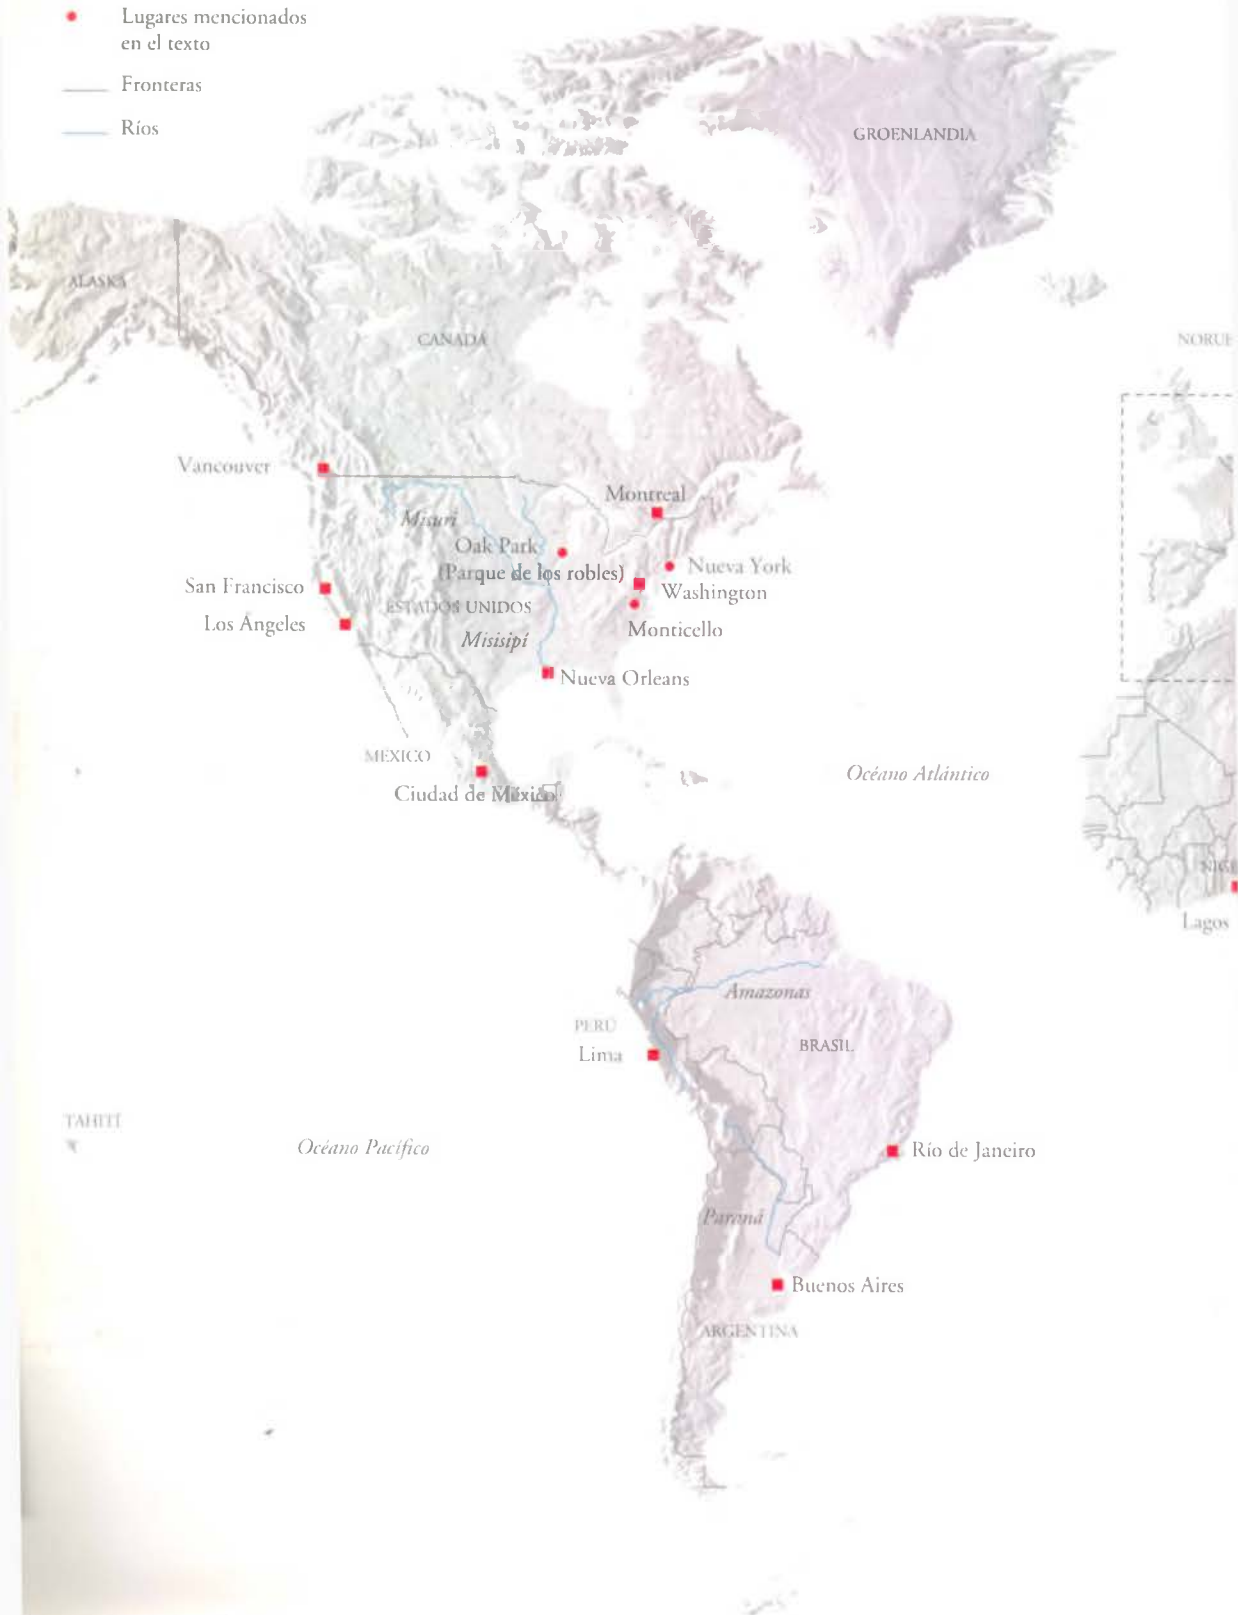 Lugares mencionados
en el texto
Fronteras
Ríos
GROENLANDIA
ALASKA
CANADÁ
Vancouver
Montreal
Misuri
Oak Park
(Parque de los robles)
Nueva York
San Francisco
Washington
ESTADOS UNIDOS
Los Ángeles
Monticello
Misisipí
Nueva Orleans
MÉXICO
Océano Atlántico
Ciudad de México
Lagos
Amazonas
PERÚ
BRASIL
Lima
TAHITÍ
Océano Pacífico
Río de Janeiro
Paraná
Buenos Aires
ARGENTINA